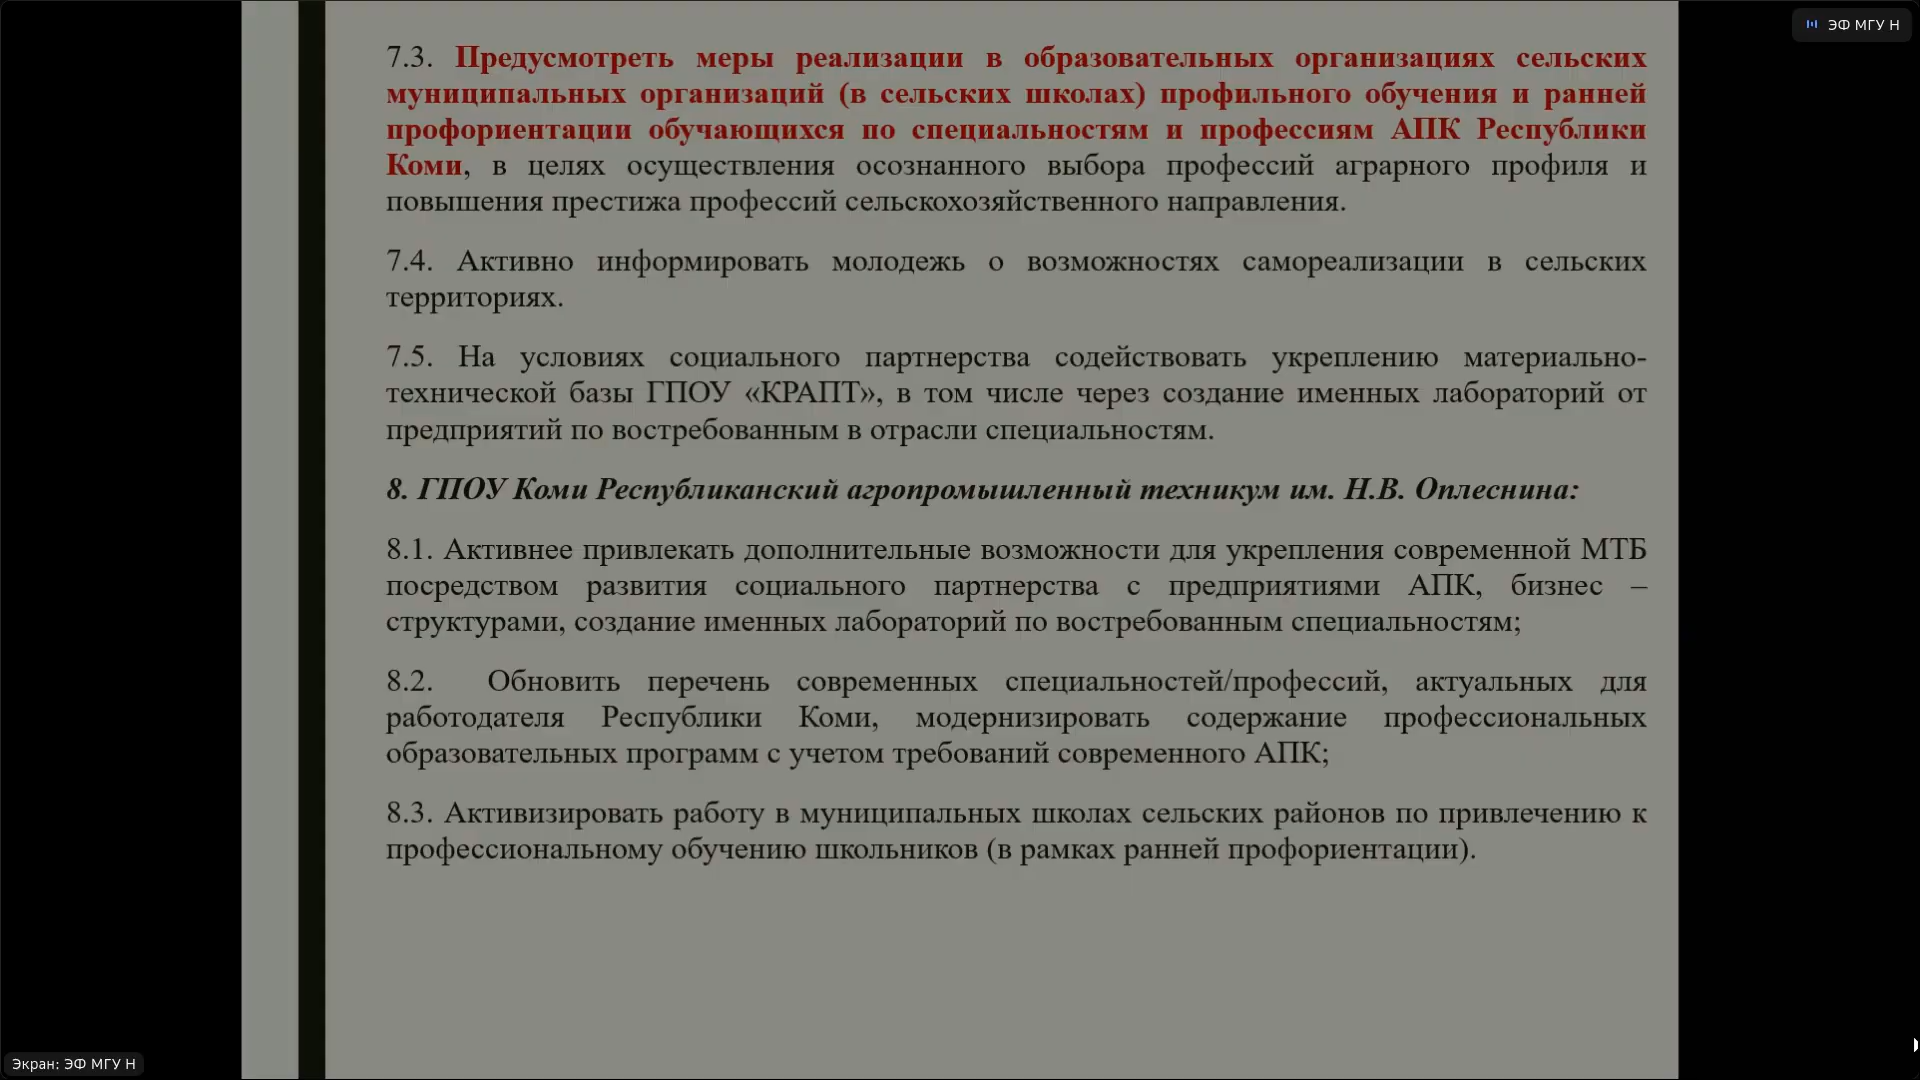 ЭФ МГУ Н
7.3. Предусмотреть меры реализации в образовательных организациях сельских
муниципальных организаций (в сельских школах) профильного обучения и ранней
профориентации обучающихся по специальностям и профессиям АПК Республики
Коми, в целях осуществления осознанного выбора профессий аграрного профиля и
повышения престижа профессий сельскохозяйственного направления.
7.4. Активно информировать молодежь о возможностях самореализации в сельских
территориях.
7.5. На условиях социального партнерства содействовать укреплению материально-
технической базы ГПОУ «КРАПТ», в том числе через создание именных лабораторий от
предприятий по востребованным в отрасли специальностям.
8. ГПОУ Коми Республиканский агропромышленный техникум им. Н.В. Оплеснина:
8.1. Активнее привлекать дополнительные возможности для укрепления современной МТБ
посредством развития социального партнерства с предприятиями АПК, бизнес –
структурами, создание именных лабораторий по востребованным специальностям;
8.2. Обновить перечень современных специальностей/профессий, актуальных для
работодателя Республики Коми, модернизировать содержание профессиональных
образовательных программ с учетом требований современного АПК;
8.3. Активизировать работу в муниципальных школах сельских районов по привлечению к
профессиональному обучению школьников (в рамках ранней профориентации).
Экран: ЭФ МГУ Н